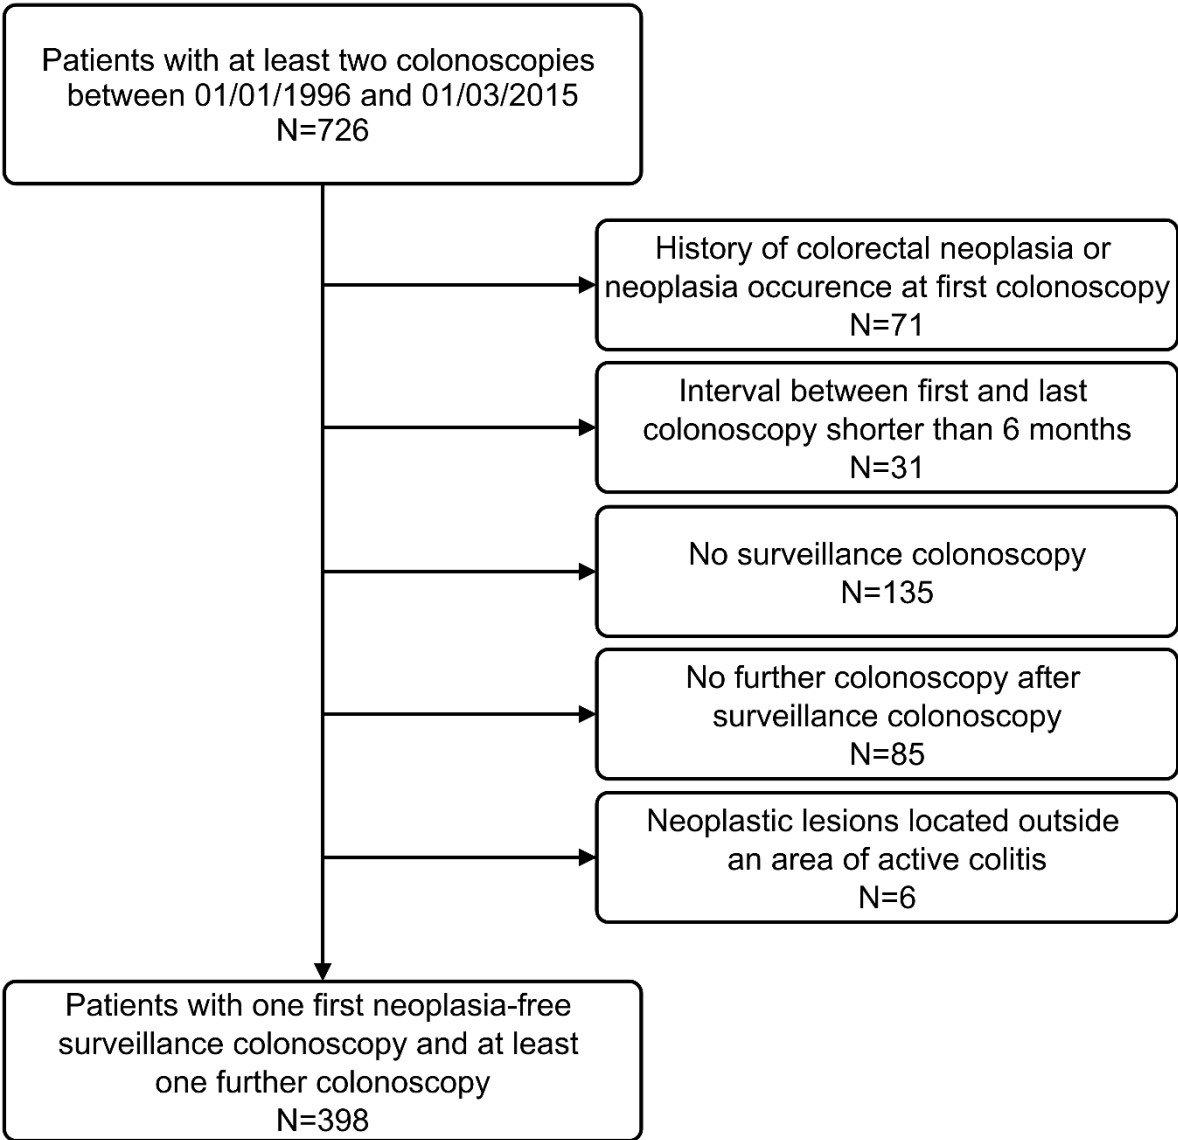 Patients with at least two colonoscopies
between 01/01/1996 and 01/03/2015
N=726
History of colorectal neoplasia or
neoplasia occurence at first colonoscopy
N=71
Interval between first and last
colonoscopy shorter than 6 months
N=31
No surveillance colonoscopy
N=135
No further colonoscopy after
surveillance colonoscopy
N=85
Neoplastic lesions located outside
an area of active colitis
N=6
Patients with one first neoplasia-free
surveillance colonoscopy and at least
one further colonoscopy
N=398